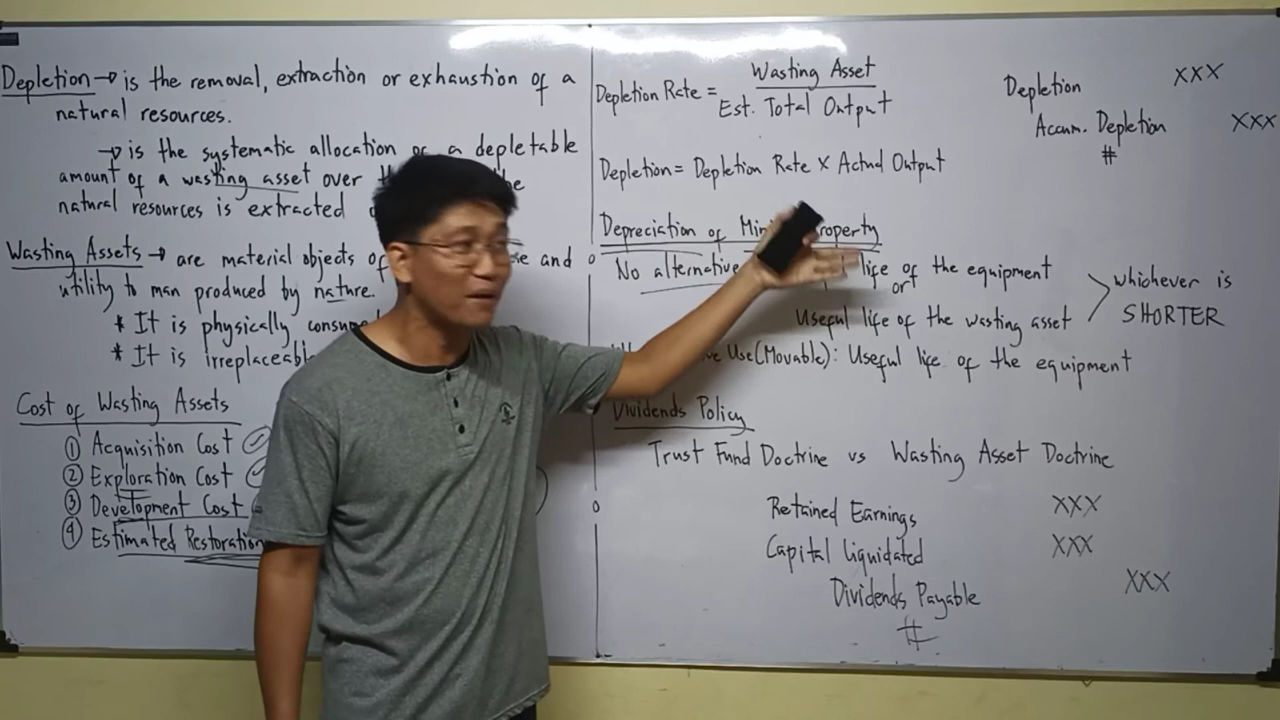 Depletion → is the removal, extraction or exhaustion of a
natural resources.
→ is the systematic allocation of a depletable
amount of a wasting asset over the
natural resources is extracted
Wasting Assets → are material objects of and
utility to man produced by nature.
* It is physically
* It is
Cost of Wasting Assets
① Acquisition Cost
② Exploration Cost
③ Development Cost
④ Estimated Restoration
Depletion Rate = Wasting Asset
Est. Total Output
Depletion = Depletion Rate X Actual Output
Depreciation of
No alternative life of the equipment
or
Useful life of the wasting asset
whichever is
SHORTER
Use (Movable): Useful life of the equipment
Dividends Policy
Trust Fund Doctrine vs Wasting Asset Doctrine
Retained Earnings XXX
Capital Liquidated XXX
Dividends Payable XXX
#
Depletion XXX
Accum. Depletion XXX
#